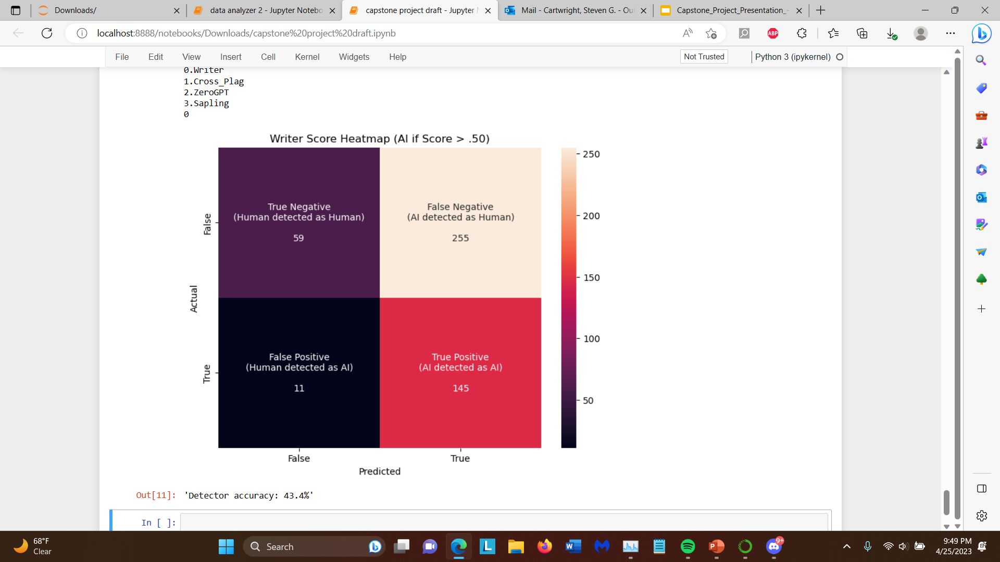 Downloads/
data analyzer 2 - Jupyter Notebo
capstone project draft - Jupyter
Mail - Cartwright, Steven G. - Ou
Capstone_Project_Presentation_-
localhost:8888/notebooks/Downloads/capstone%20project%20draft.ipynb
ABP
File Edit View Insert Cell Kernel Widgets Help
Not Trusted
Python 3 (ipykernel)
0.Writer
1.Cross_Plag
2.ZeroGPT
3.Sapling
0
Writer Score Heatmap (AI if Score > .50)
True Negative
(Human detected as Human)
59
False Negative
(AI detected as Human)
255
False Positive
(Human detected as AI)
11
True Positive
(AI detected as AI)
145
False
True
Actual
False
True
Predicted
250
200
150
100
50
Out[11]: 'Detector accuracy: 43.4%'
In [ ]:
68°F
Clear
Search
9+
9:49 PM
4/25/2023